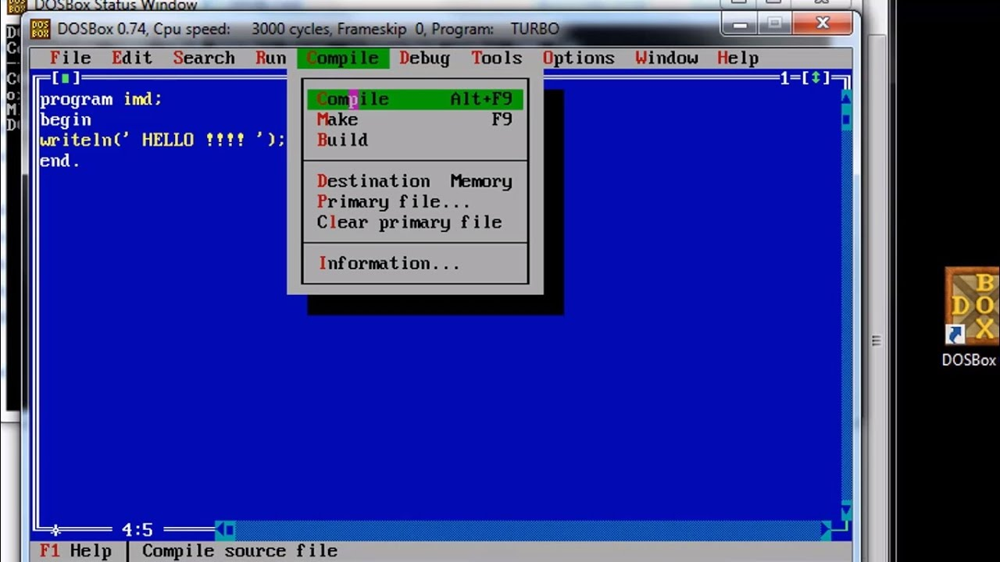 DOSBox Status Window
DOSBox 0.74, Cpu speed: 3000 cycles, Frameskip 0, Program: TURBO
File Edit Search Run Compile Debug Tools Options Window Help
1
program imd;
begin
writeln(' HELLO !!!! ');
end.
Compile Alt+F9
Make F9
Build
Destination Memory
Primary file...
Clear primary file
Information...
4:5
F1 Help Compile source file
DOSBox